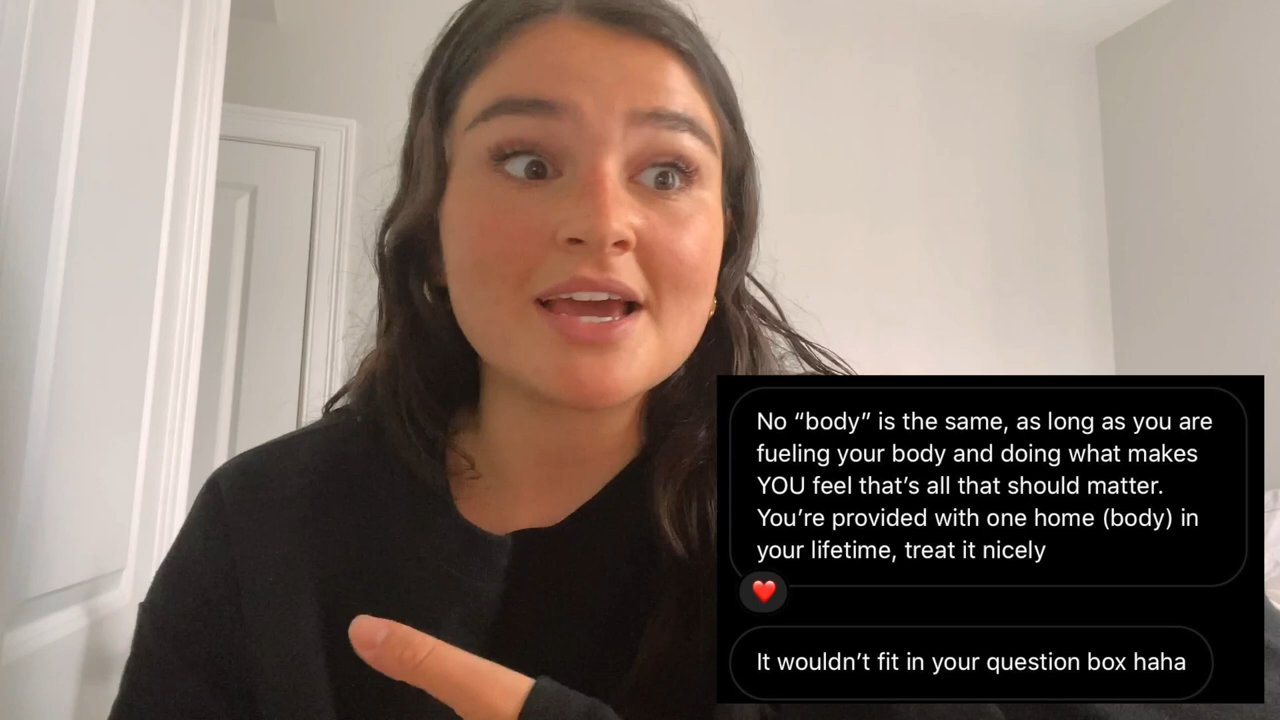 No “body” is the same, as long as you are
fueling your body and doing what makes
YOU feel that’s all that should matter.
You’re provided with one home (body) in
your lifetime, treat it nicely
It wouldn’t fit in your question box haha